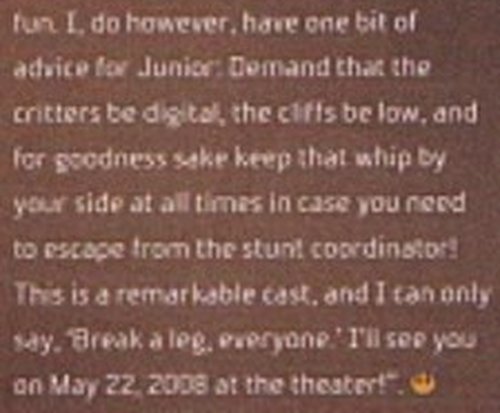 fun. I, do however, have one bit of
advice for Junior: Demand that the
critters be digital, the cliffs be low, and
for goodness sake keep that whip by
your side at all times in case you need
to escape from the stunt coordinator!
This is a remarkable cast, and I can only
say, 'Break a leg, everyone.' I'll see you
on May 22, 2008 at the theater!".